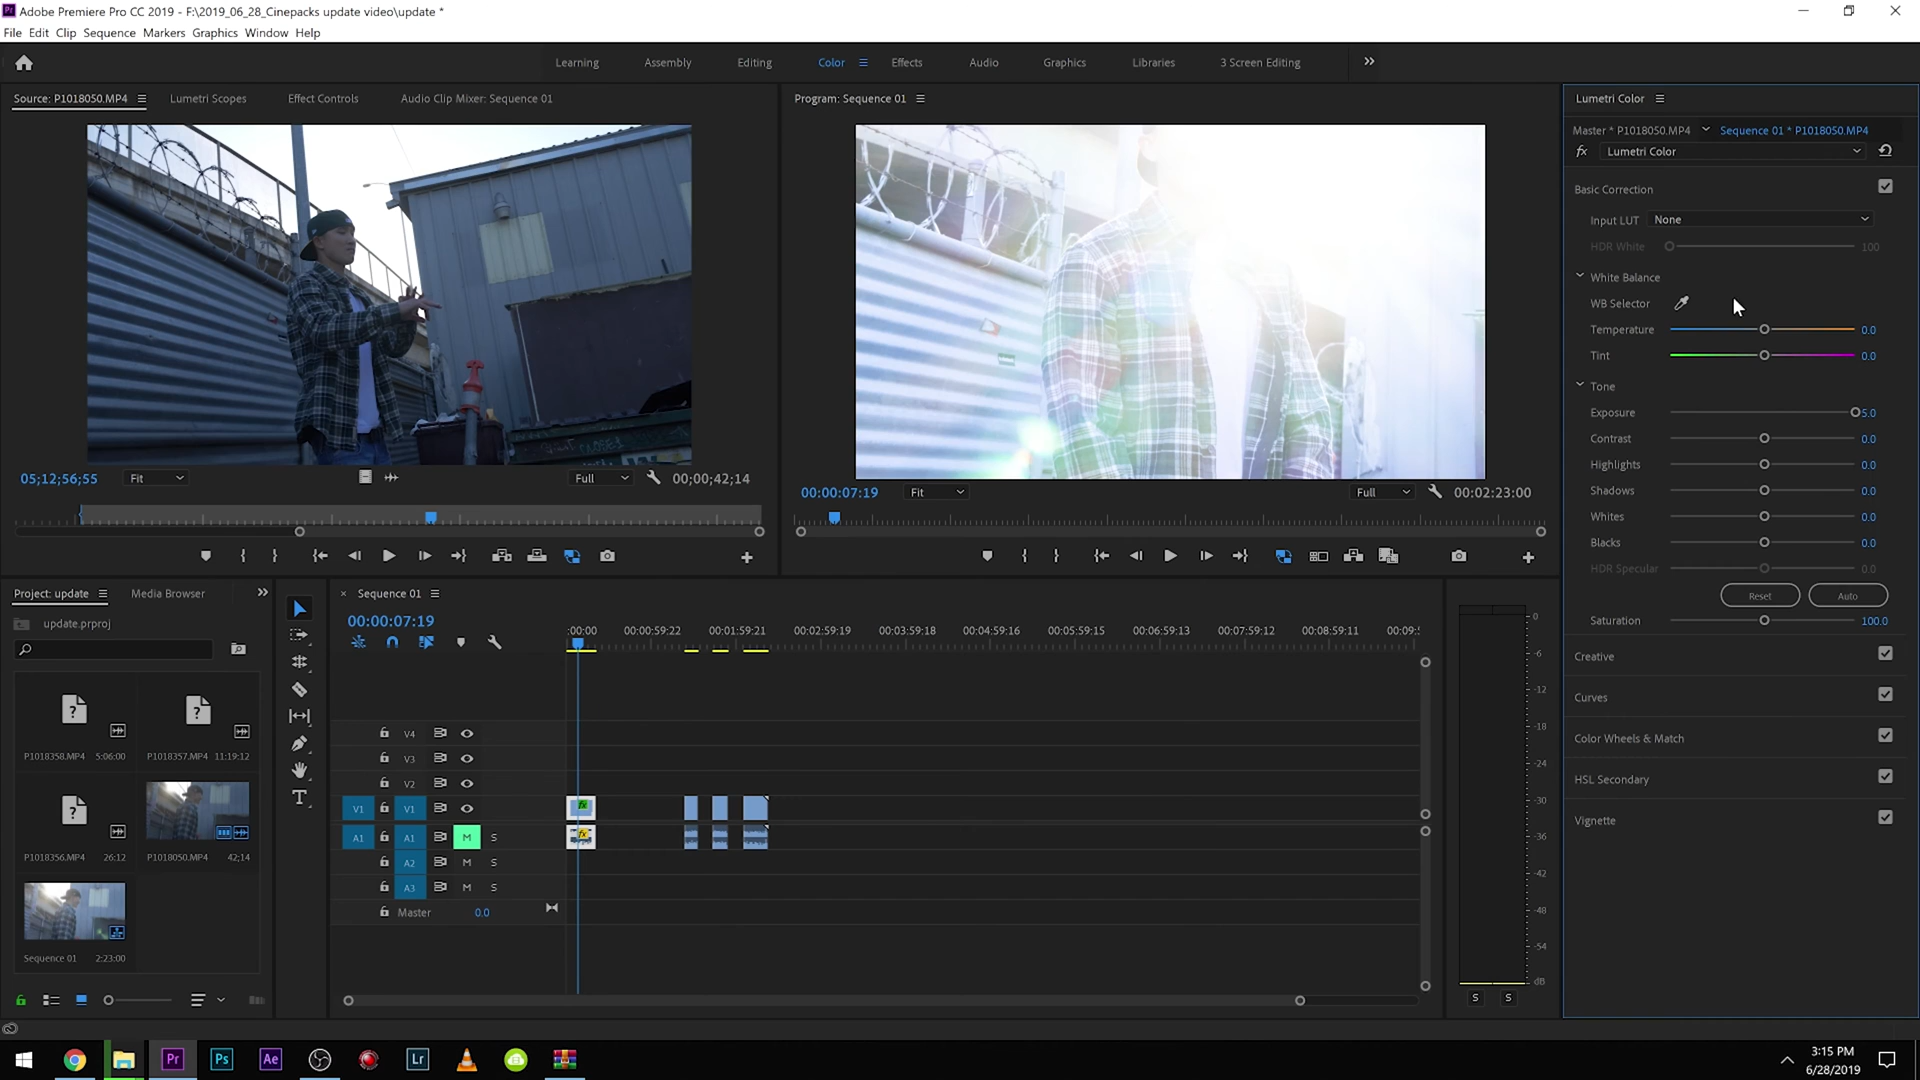 Adobe Premiere Pro CC 2019 - F:\2019_06_28_Cinepacks update video\update *
File Edit Clip Sequence Markers Graphics Window Help
Learning Assembly Editing Color Effects Audio Graphics Libraries 3 Screen Editing
Source: P1018050.MP4 Lumetri Scopes Effect Controls Audio Clip Mixer: Sequence 01
Program: Sequence 01
Lumetri Color
Master * P1018050.MP4 Sequence 01 * P1018050.MP4
fx Lumetri Color
Basic Correction
Input LUT None
HDR White 100
White Balance
WB Selector
Temperature 0.0
Tint 0.0
Tone
Exposure 5.0
Contrast 0.0
Highlights 0.0
Shadows 0.0
Whites 0.0
Blacks 0.0
HDR Specular 0.0
Reset Auto
Saturation 100.0
Creative
Curves
Color Wheels & Match
HSL Secondary
Vignette
05;12;56;55 Fit Full 00;00;42;14
00:00:07:19 Fit Full 00:02:23:00
Project: update Media Browser
update.prproj
P1018358.MP4 5:06:00
P1018357.MP4 11:19:12
P1018356.MP4 26:12
P1018050.MP4 42;14
Sequence 01 2:23:00
Sequence 01
00:00:07:19
:00:00 00:00:59:22 00:01:59:21 00:02:59:19 00:03:59:18 00:04:59:16 00:05:59:15 00:06:59:13 00:07:59:12 00:08:59:11 00:09:5
V4
V3
V2
V1 V1 fx
A1 A1 M S fx
A2 M S
A3 M S
Master 0.0
0
-6
-12
-18
-24
-30
-36
-42
-48
-54
dB
S S
Pr Ps Ae Lr
3:15 PM
6/28/2019